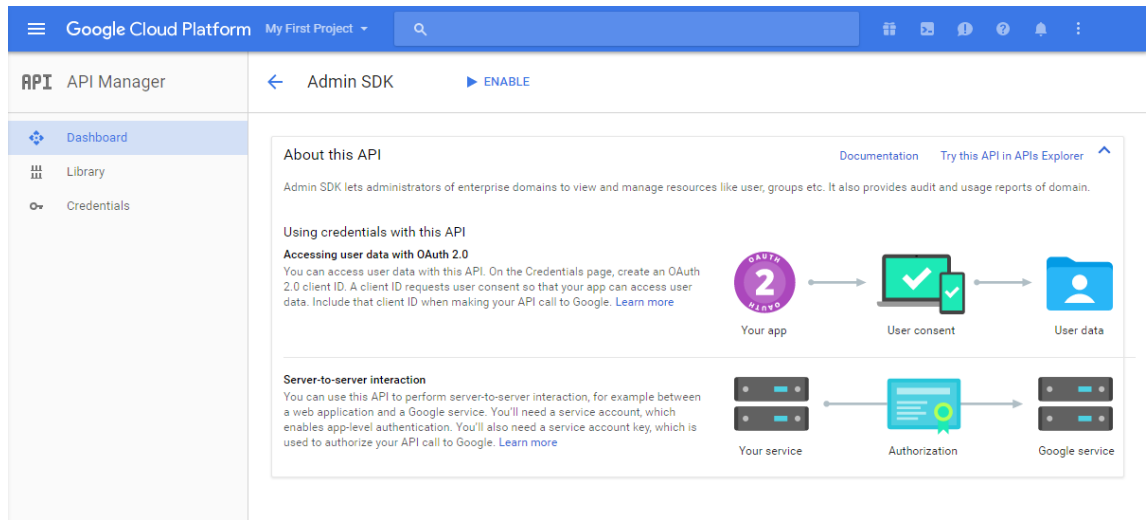 Google Cloud Platform My First Project
API API Manager
Admin SDK ENABLE
Dashboard
Library
Credentials
About this API Documentation Try this API in APIs Explorer
Admin SDK lets administrators of enterprise domains to view and manage resources like user, groups etc. It also provides audit and usage reports of domain.
Using credentials with this API
Accessing user data with OAuth 2.0
You can access user data with this API. On the Credentials page, create an OAuth
2.0 client ID. A client ID requests user consent so that your app can access user
data. Include that client ID when making your API call to Google. Learn more
OAUTH
2
OAUTH
Your app User consent User data
Server-to-server interaction
You can use this API to perform server-to-server interaction, for example between
a web application and a Google service. You'll need a service account, which
enables app-level authentication. You'll also need a service account key, which is
used to authorize your API call to Google. Learn more
Your service Authorization Google service